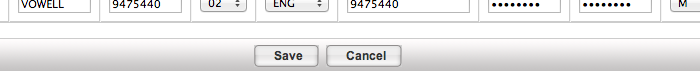 VOWELL 9475440 02 ENG 9475440 •••••••• •••••••• M
Save Cancel